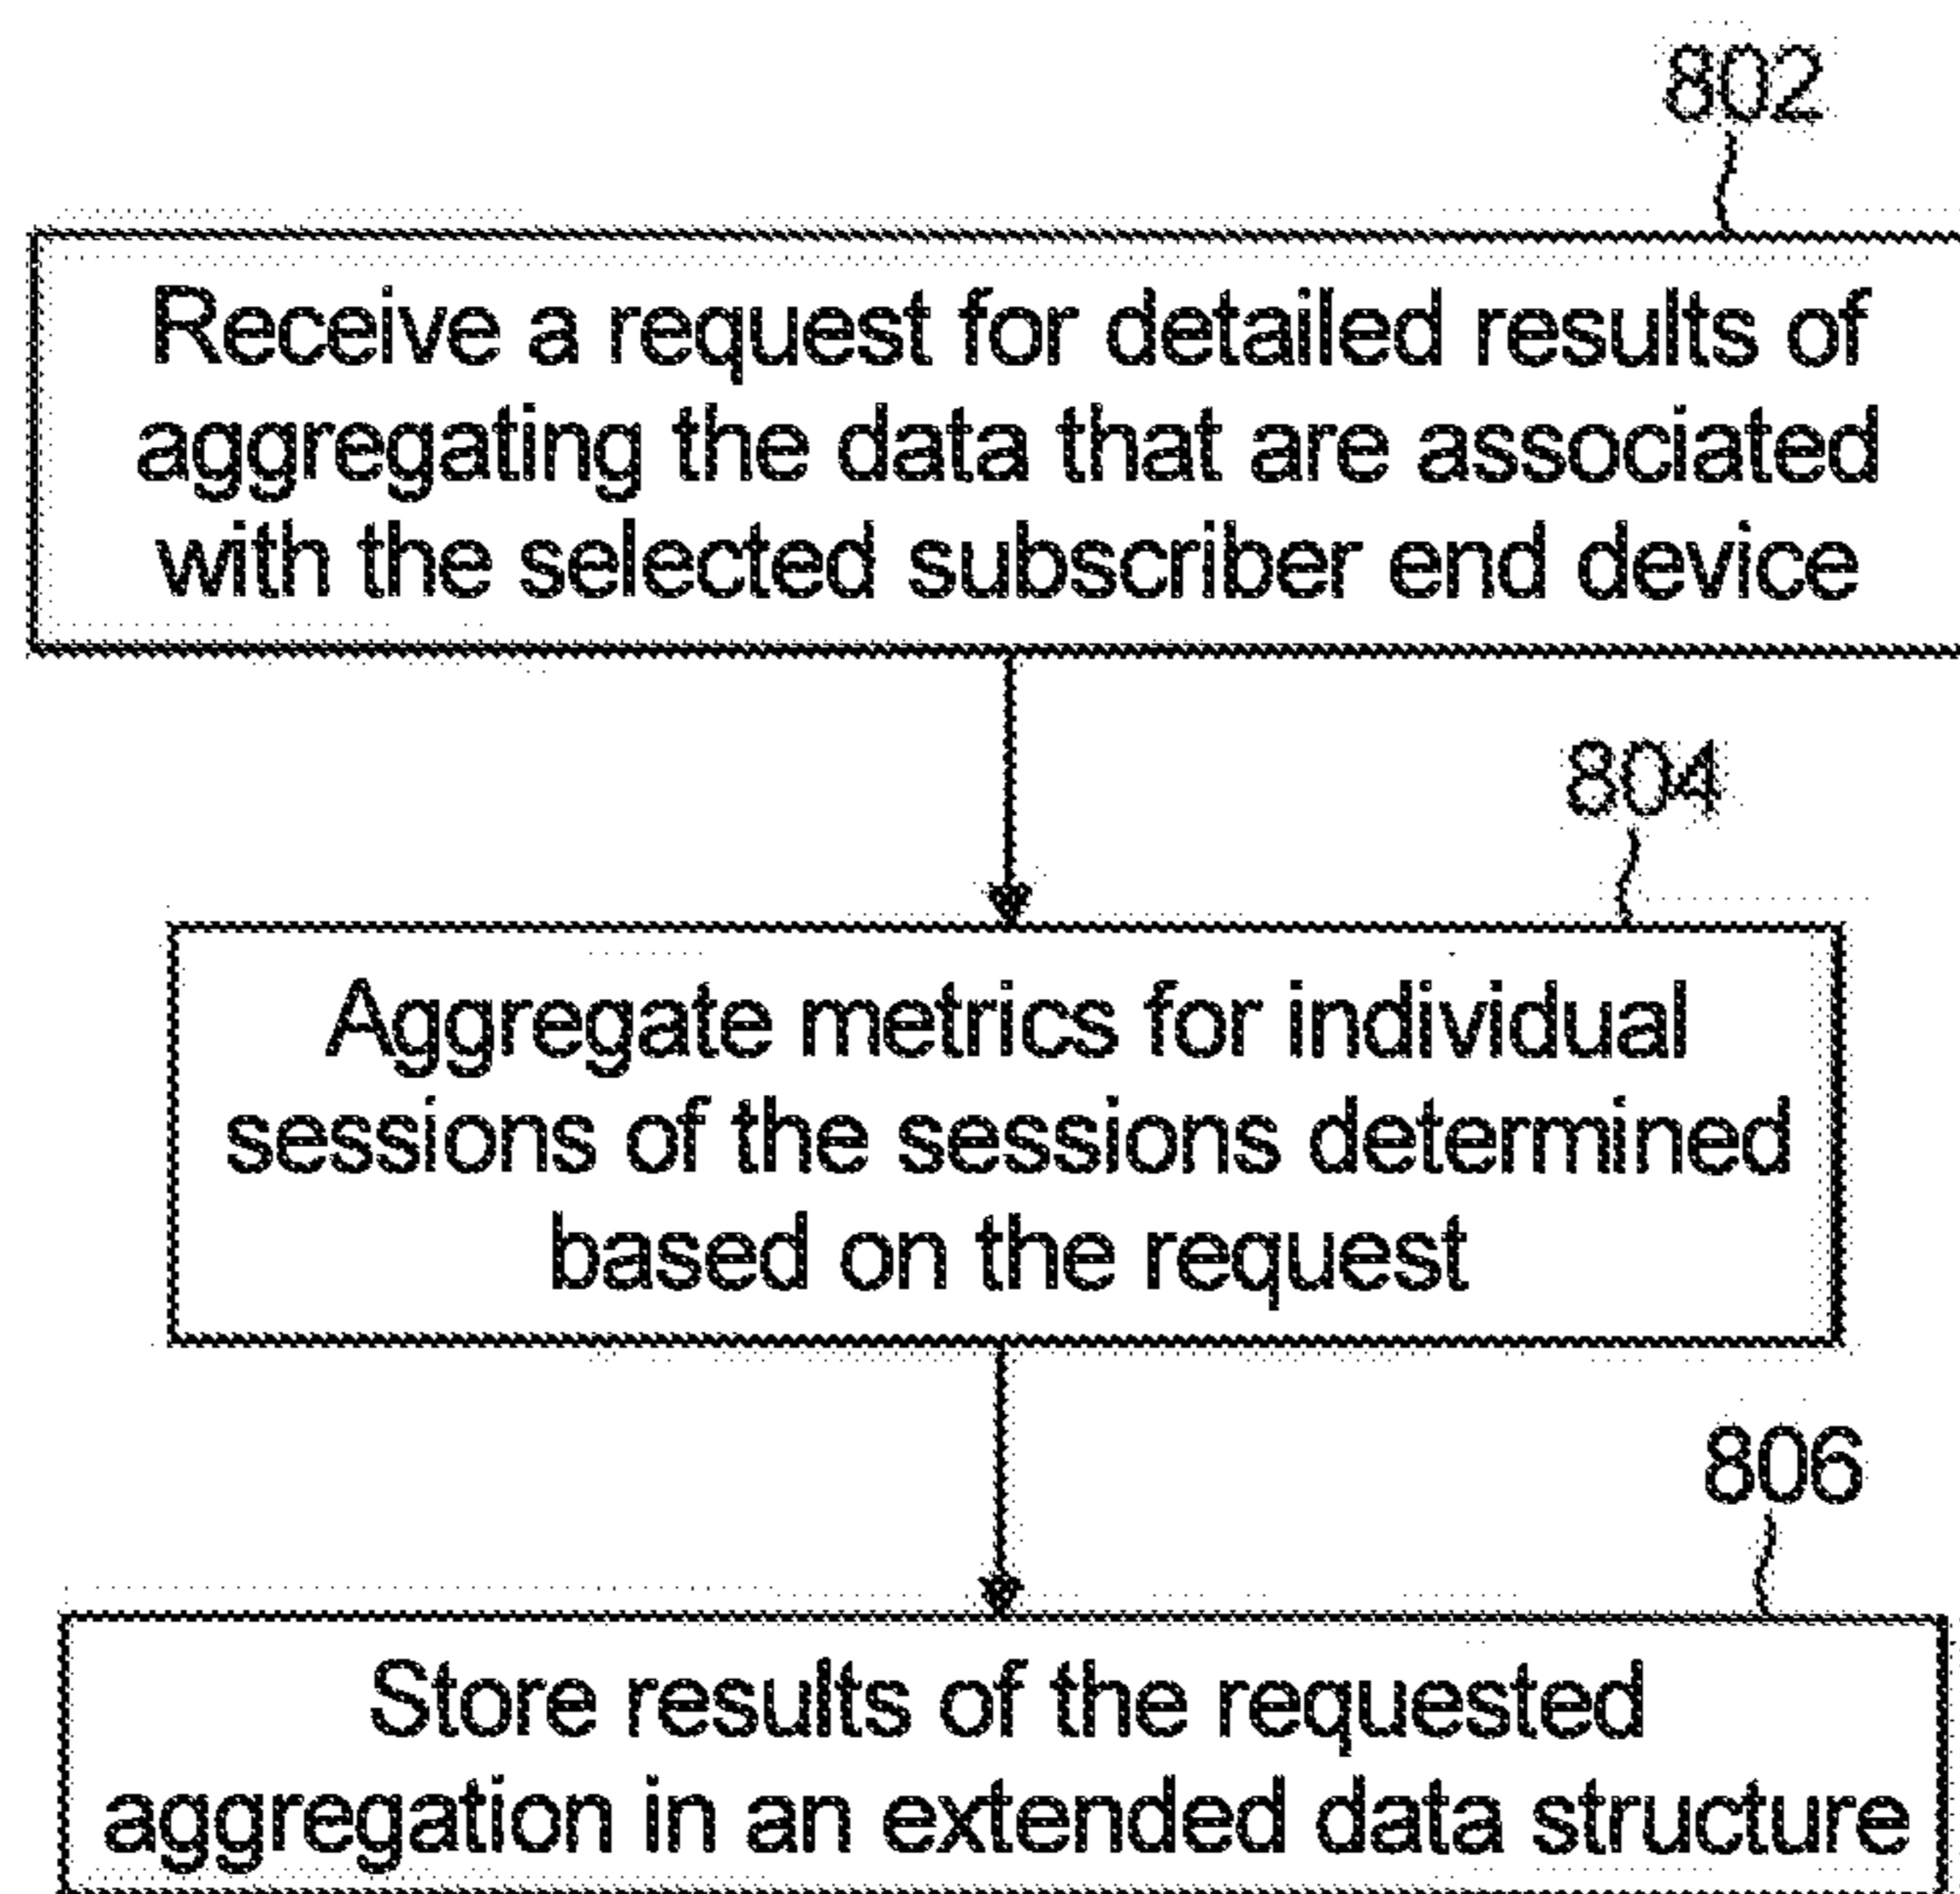 802
Receive a request for detailed results of
aggregating the data that are associated
with the selected subscriber end device
804
Aggregate metrics for individual
sessions of the sessions determined
based on the request
806
Store results of the requested
aggregation in an extended data structure